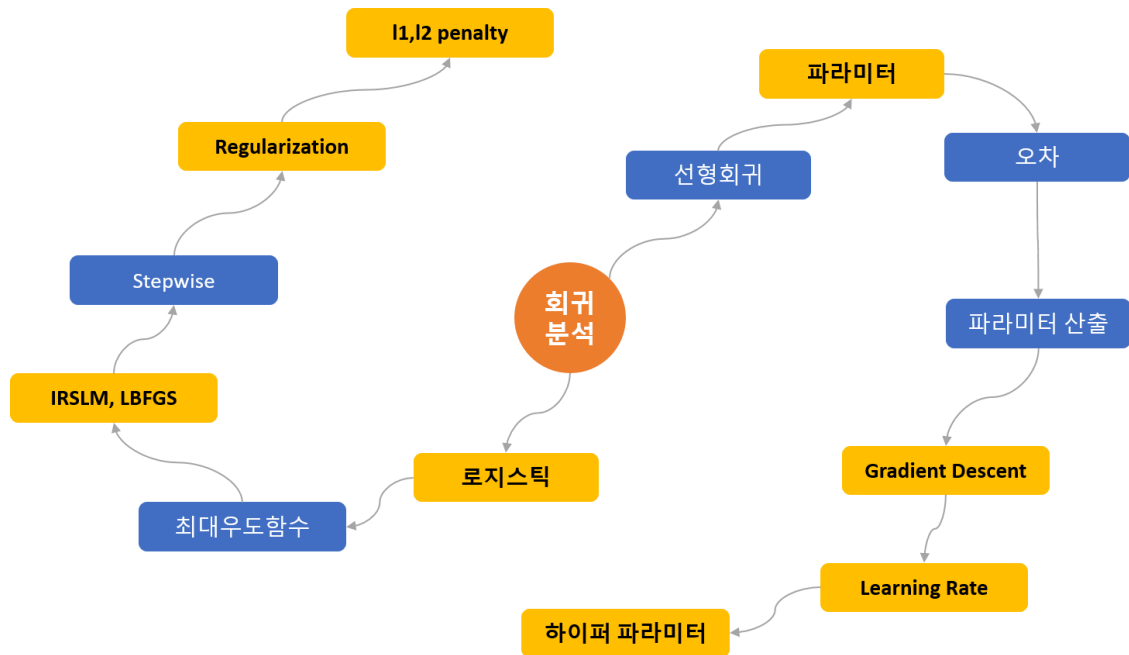 l1,l2 penalty
파라미터
Regularization
오차
선형회귀
Stepwise
회귀
분석
파라미터 산출
IRSLM, LBFGS
로지스틱
Gradient Descent
최대우도함수
Learning Rate
하이퍼 파라미터